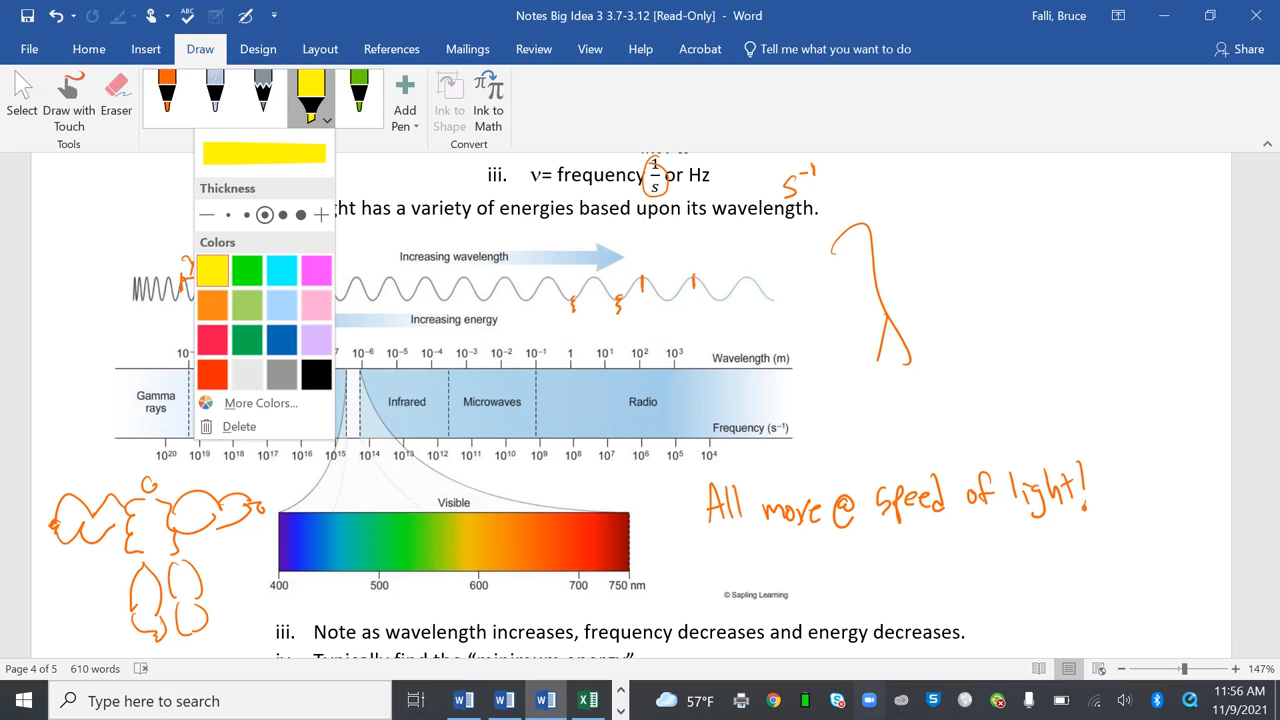 Notes Big Idea 3 3.7-3.12 [Read-Only] – Word
Falli, Bruce
File Home Insert Draw Design Layout References Mailings Review View Help Acrobat Tell me what you want to do Share
Select Draw with Touch Eraser Add Pen Ink to Shape Ink to Math
Tools Convert
Thickness
Colors
More Colors...
Delete
iii. ν= frequency 1/s or Hz
s⁻¹
has a variety of energies based upon its wavelength.
Increasing wavelength
Increasing energy
10⁻⁶ 10⁻⁵ 10⁻⁴ 10⁻³ 10⁻² 10⁻¹ 1 10¹ 10² 10³ Wavelength (m)
λ
Gamma rays Infrared Microwaves Radio
Frequency (s⁻¹)
10²⁰ 10¹⁹ 10¹⁸ 10¹⁷ 10¹⁶ 10¹⁵ 10¹⁴ 10¹³ 10¹² 10¹¹ 10¹⁰ 10⁹ 10⁸ 10⁷ 10⁶ 10⁵ 10⁴
Visible
All move @ speed of light!
400 500 600 700 750 nm
© Sapling Learning
iii. Note as wavelength increases, frequency decreases and energy decreases.
iv. Typically find the "minimum energy"
Page 4 of 5 610 words 147%
Type here to search
57°F
11:56 AM
11/9/2021